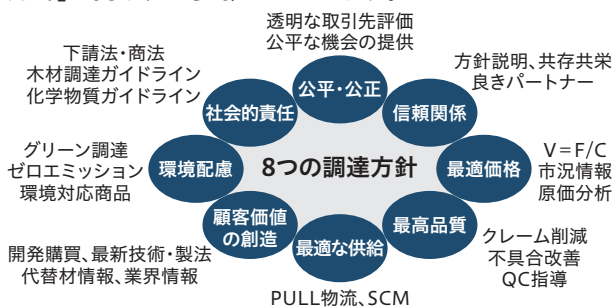 透明な取引先評価
公平な機会の提供
公平・公正
方針説明、共存共栄
良きパートナー
信頼関係
V=F/C
市況情報
原価分析
最適価格
クレーム削減
不具合改善
QC指導
最高品質
PULL物流、SCM
最適な供給
開発購買、最新技術・製法
代替材情報、業界情報
顧客価値
の創造
グリーン調達
ゼロエミッション
環境対応商品
環境配慮
下請法・商法
木材調達ガイドライン
化学物質ガイドライン
社会的責任
8つの調達方針